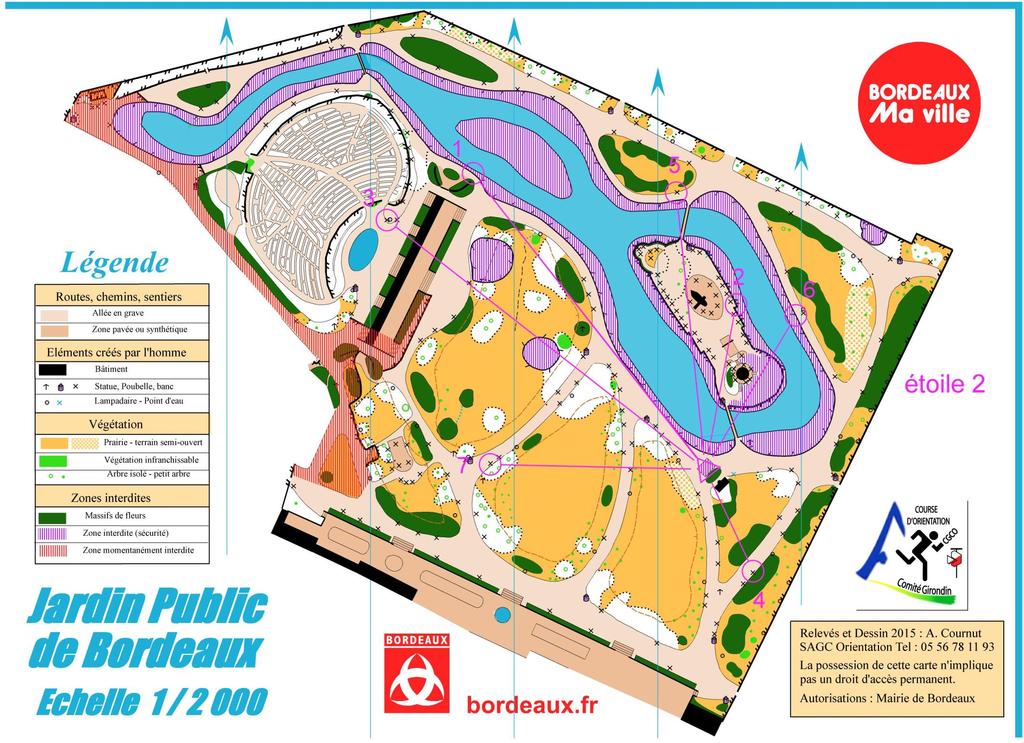 BORDEAUX
Ma ville
1
3
5
2
6
7
4
étoile 2
Légende
Routes, chemins, sentiers
Allée en grave
Zone pavée ou synthétique
Eléments créés par l'homme
Bâtiment
Statue, Poubelle, banc
Lampadaire - Point d'eau
Végétation
Prairie - terrain semi-ouvert
Végétation infranchissable
Arbre isolé - petit arbre
Zones interdites
Massifs de fleurs
Zone interdite (sécurité)
Zone momentanément interdite
Jardin Public
de Bordeaux
Echelle 1 / 2 000
BORDEAUX
bordeaux.fr
COURSE
D'ORIENTATION
CGCO
Comité Girondin
Relevés et Dessin 2015 : A. Cournut
SAGC Orientation Tel : 05 56 78 11 93
La possession de cette carte n'implique
pas un droit d'accès permanent.
Autorisations : Mairie de Bordeaux